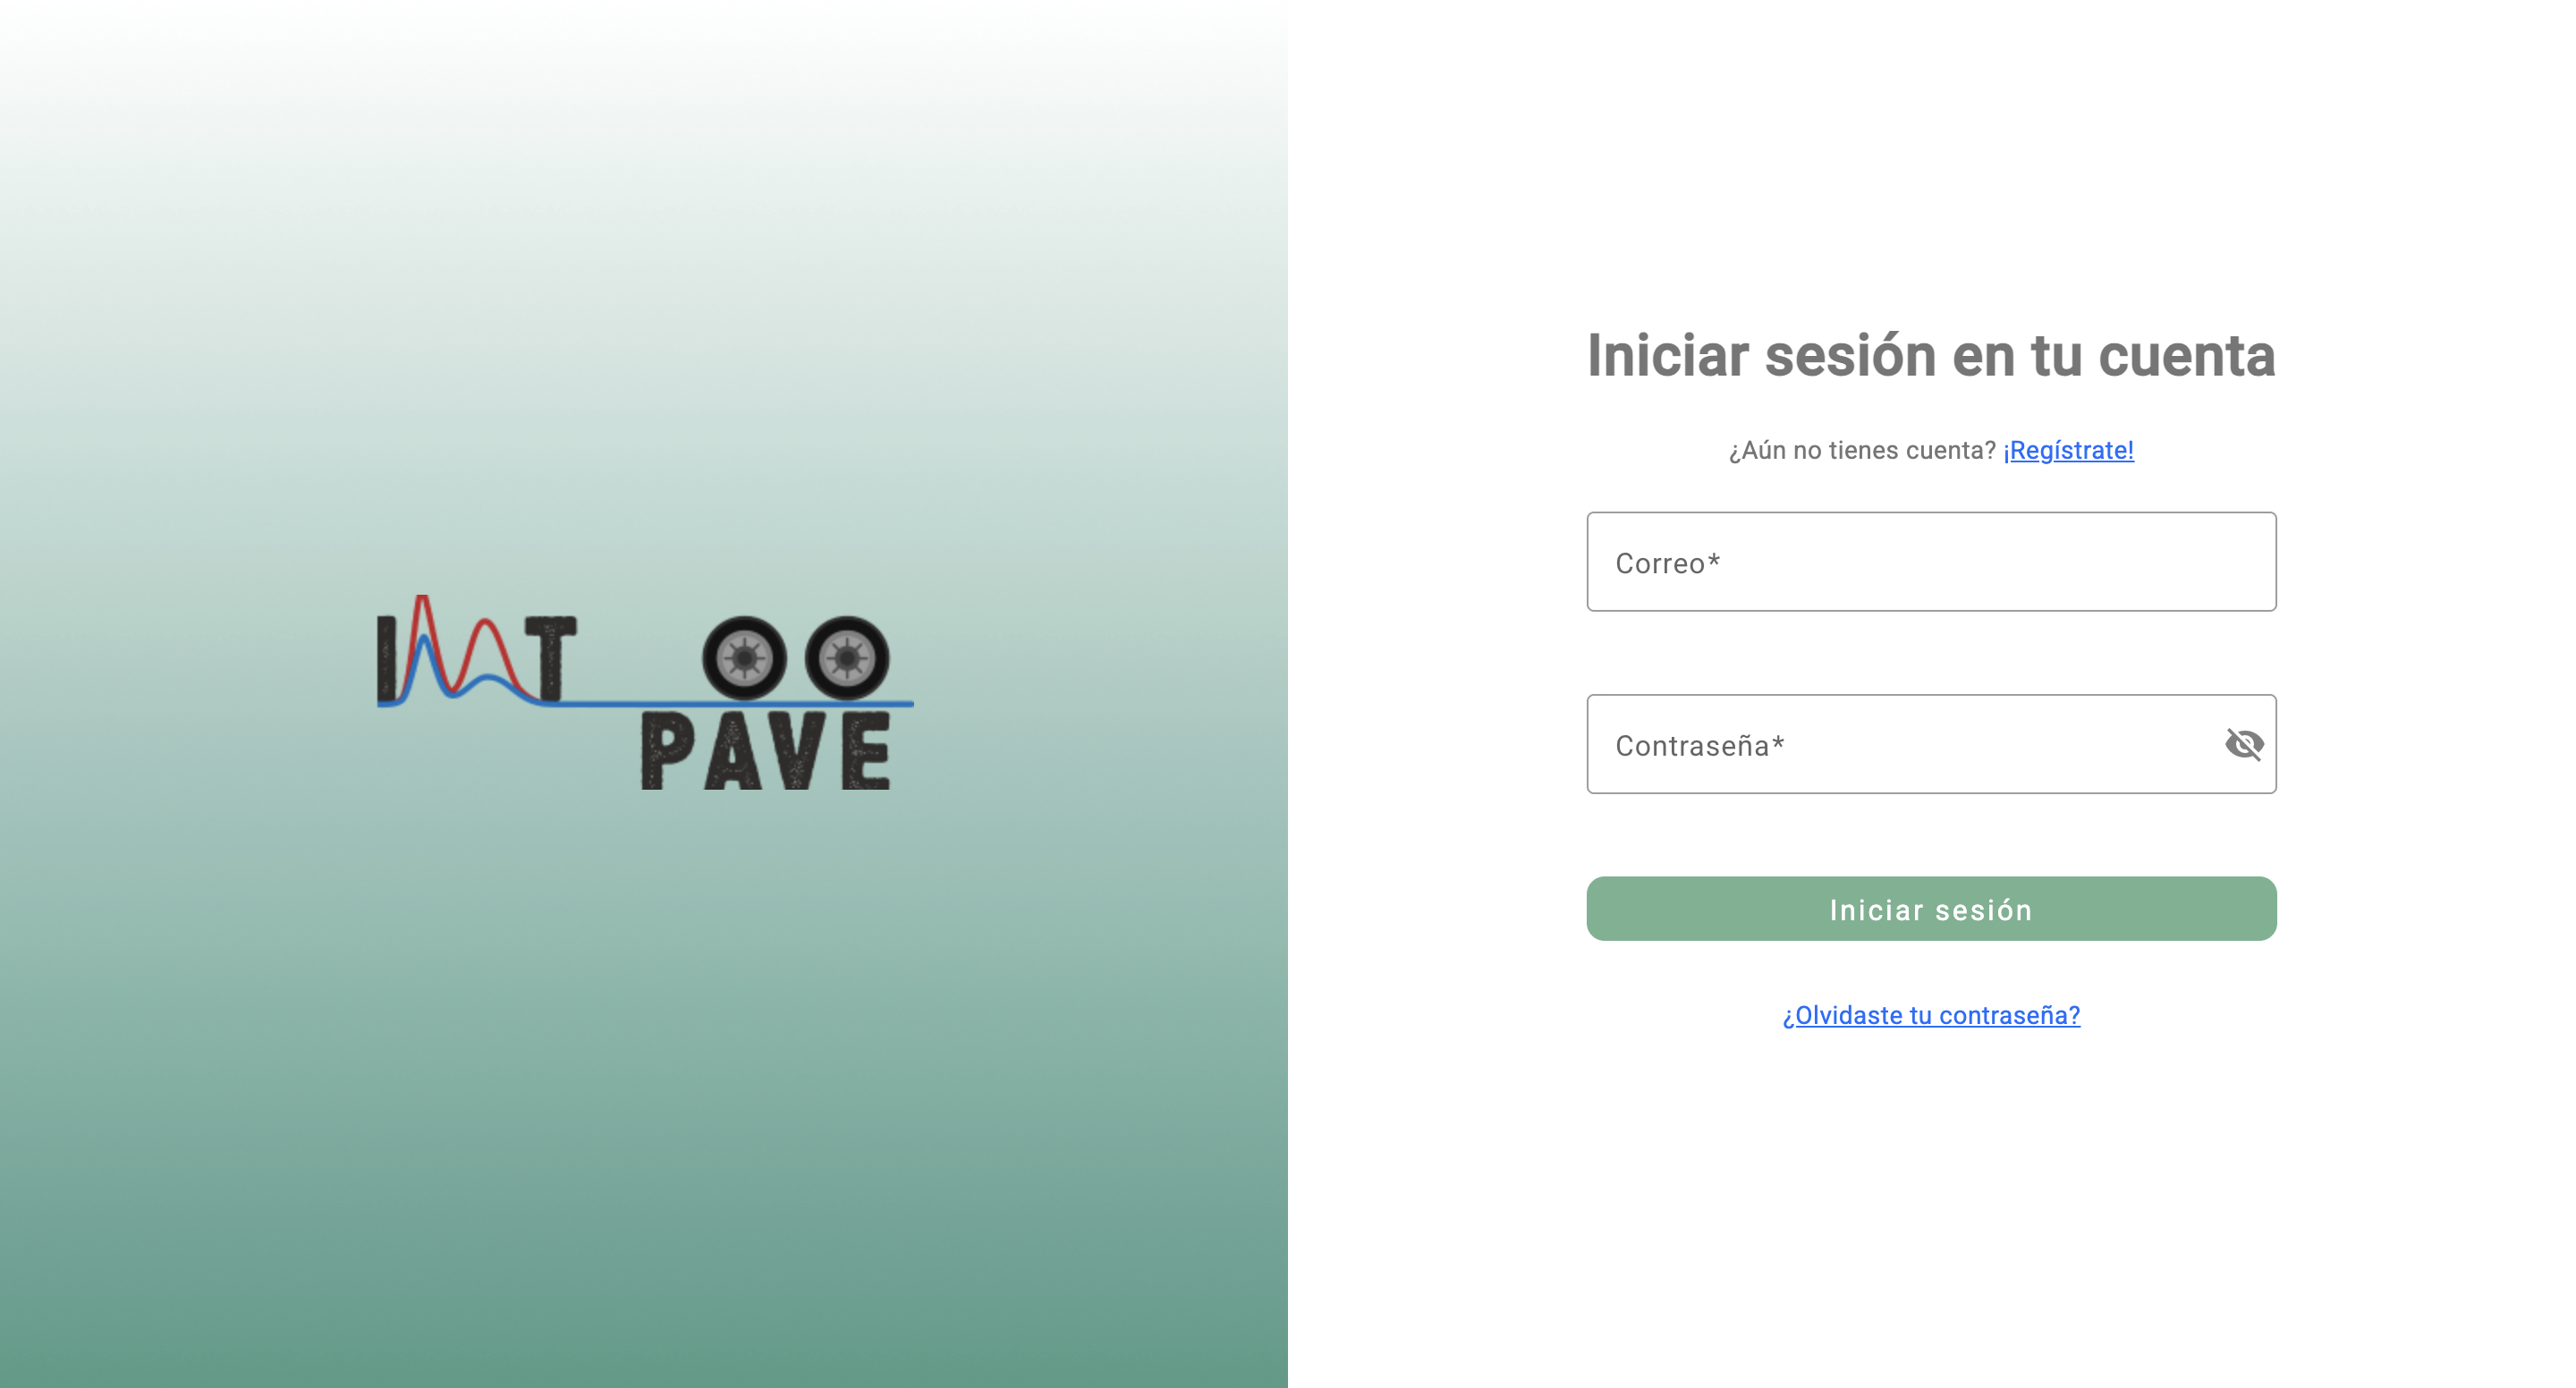 IMT
PAVE
Iniciar sesión en tu cuenta
¿Aún no tienes cuenta? ¡Regístrate!
Correo*
Contraseña*
Iniciar sesión
¿Olvidaste tu contraseña?